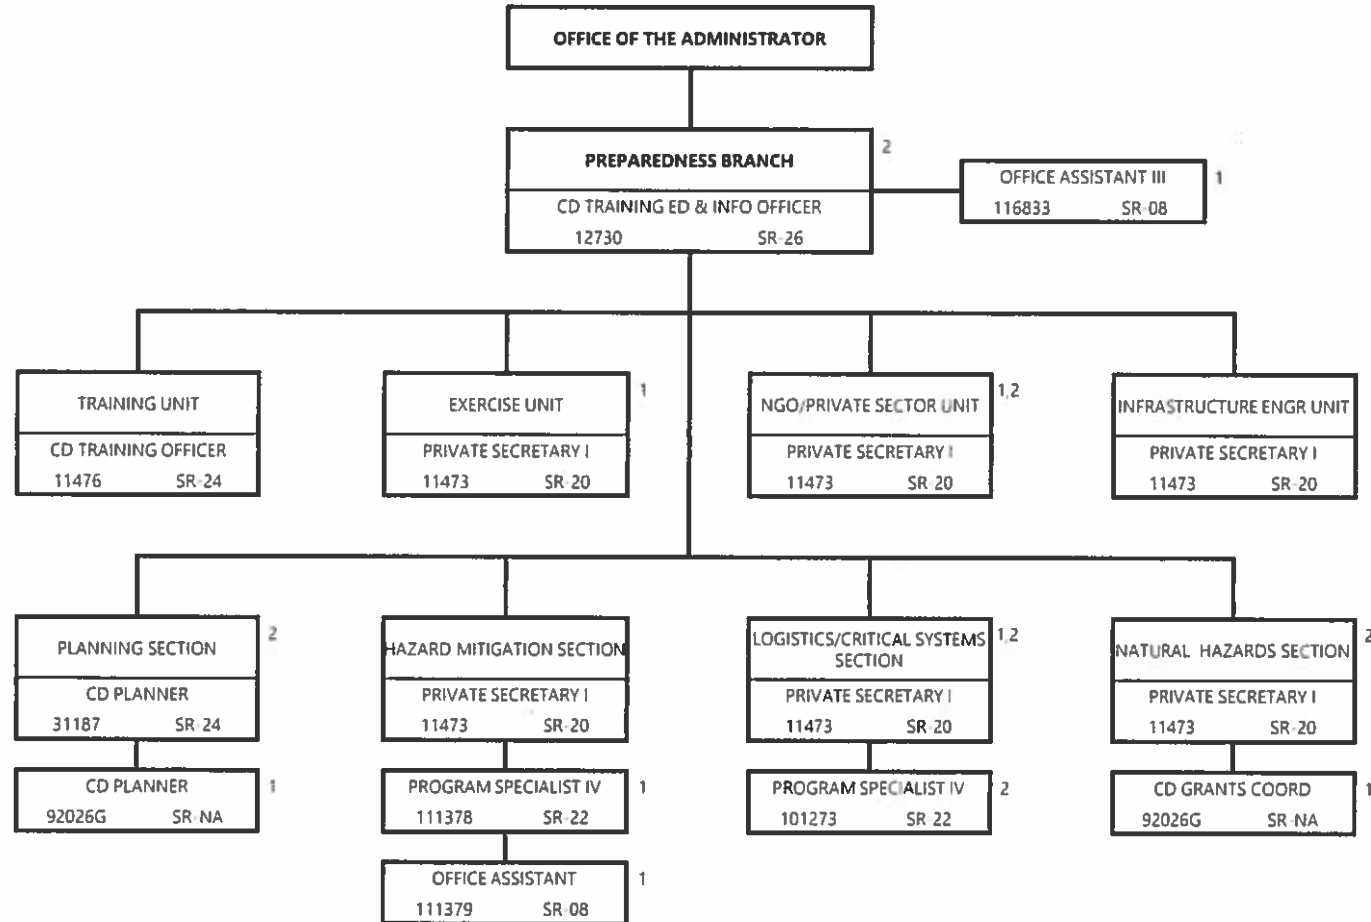 OFFICE OF THE ADMINISTRATOR
PREPAREDNESS BRANCH
2
CD TRAINING ED & INFO OFFICER
12730 SR-26
OFFICE ASSISTANT III
1
116833 SR-08
TRAINING UNIT
CD TRAINING OFFICER
11476 SR-24
EXERCISE UNIT
1
PRIVATE SECRETARY I
11473 SR-20
NGO/PRIVATE SECTOR UNIT
1,2
PRIVATE SECRETARY I
11473 SR-20
INFRASTRUCTURE ENGR UNIT
PRIVATE SECRETARY I
11473 SR-20
PLANNING SECTION
2
CD PLANNER
31187 SR-24
CD PLANNER
1
92026G SR-NA
HAZARD MITIGATION SECTION
PRIVATE SECRETARY I
11473 SR-20
PROGRAM SPECIALIST IV
1
111378 SR-22
OFFICE ASSISTANT
1
111379 SR-08
LOGISTICS/CRITICAL SYSTEMS
1,2
SECTION
PRIVATE SECRETARY I
11473 SR-20
PROGRAM SPECIALIST IV
2
101273 SR-22
NATURAL HAZARDS SECTION
2
PRIVATE SECRETARY I
11473 SR-20
CD GRANTS COORD
1
92026G SR-NA